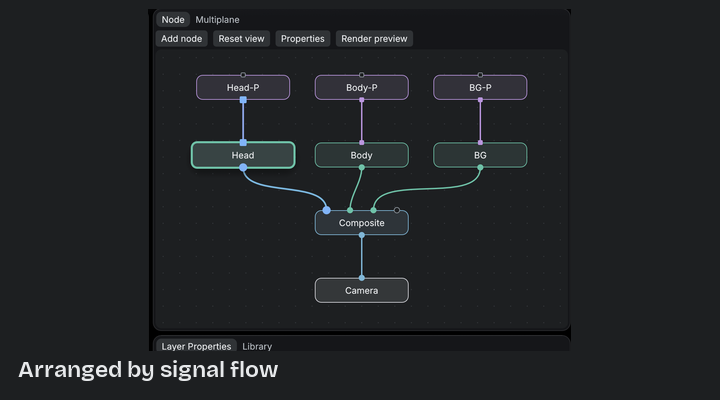 Node Multiplane
Add node Reset view Properties Render preview
Head-P Body-P BG-P
Head Body BG
Composite
Camera
Layer Properties Library
Arranged by signal flow